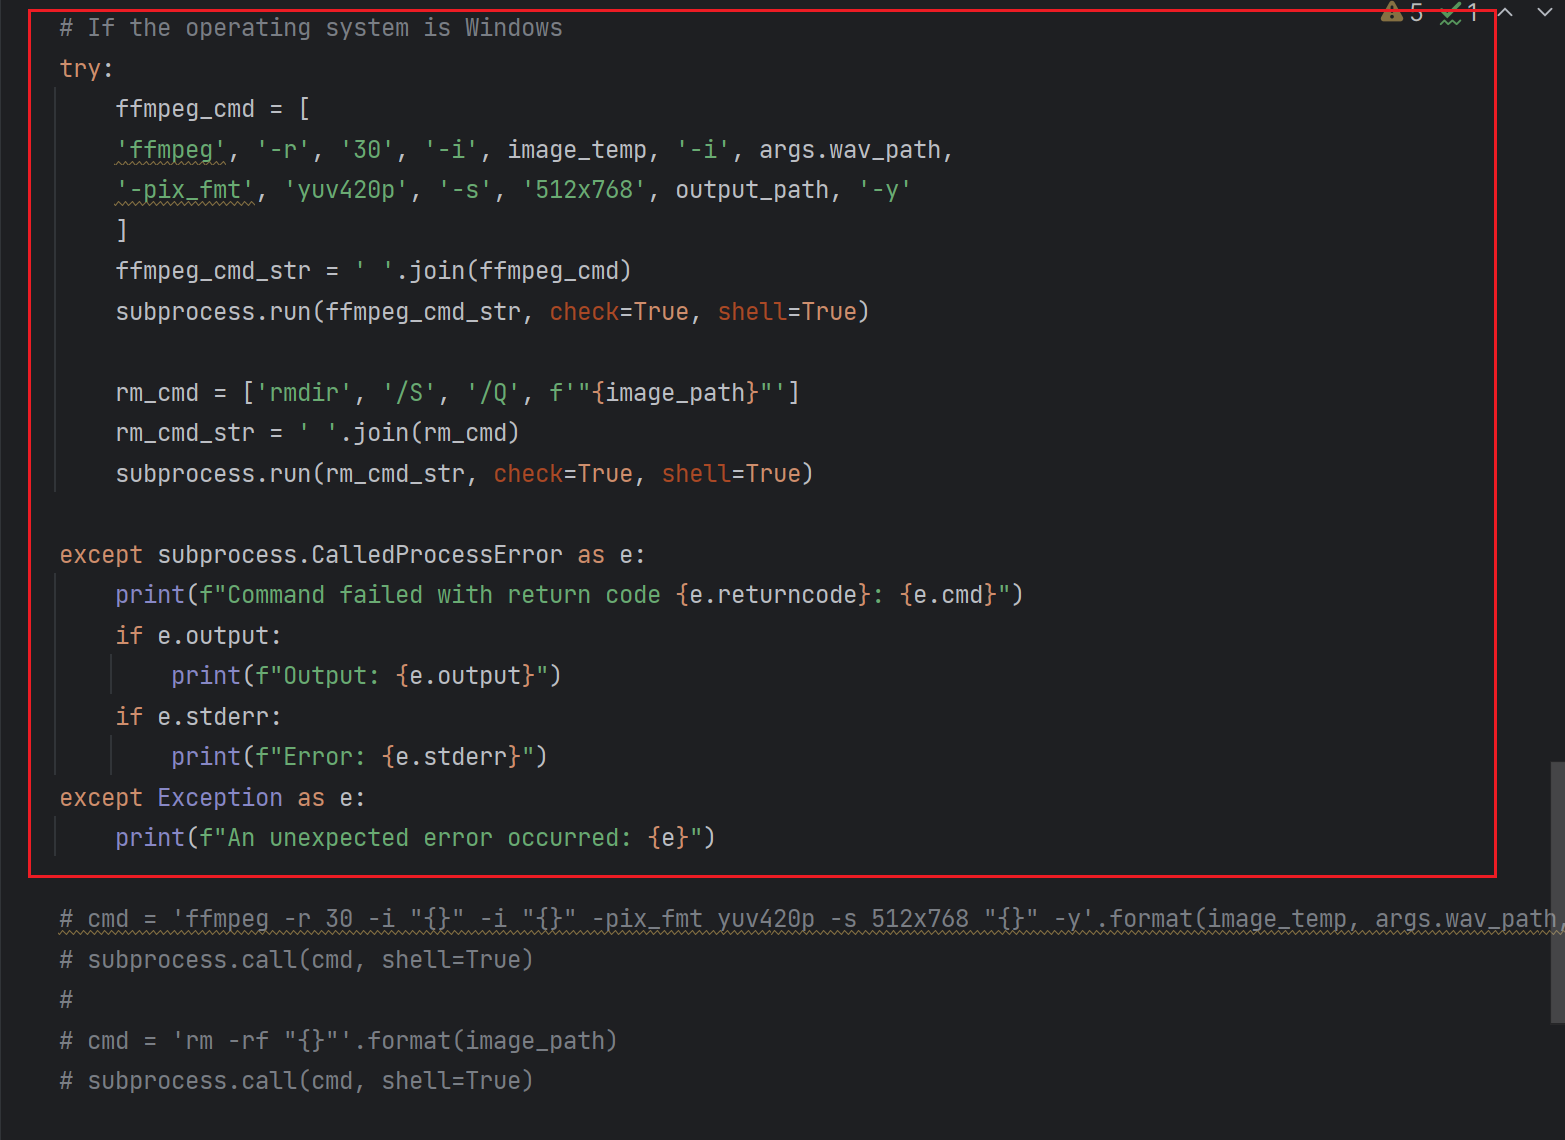 # If the operating system is Windows
5 1
try:
    ffmpeg_cmd = [
    'ffmpeg', '-r', '30', '-i', image_temp, '-i', args.wav_path,
    '-pix_fmt', 'yuv420p', '-s', '512x768', output_path, '-y'
    ]
    ffmpeg_cmd_str = ' '.join(ffmpeg_cmd)
    subprocess.run(ffmpeg_cmd_str, check=True, shell=True)
    rm_cmd = ['rmdir', '/S', '/Q', f'"{image_path}"']
    rm_cmd_str = ' '.join(rm_cmd)
    subprocess.run(rm_cmd_str, check=True, shell=True)
except subprocess.CalledProcessError as e:
    print(f"Command failed with return code {e.returncode}: {e.cmd}")
    if e.output:
        print(f"Output: {e.output}")
    if e.stderr:
        print(f"Error: {e.stderr}")
except Exception as e:
    print(f"An unexpected error occurred: {e}")
# cmd = 'ffmpeg -r 30 -i "{}" -i "{}" -pix_fmt yuv420p -s 512x768 "{}" -y'.format(image_temp, args.wav_path,
# subprocess.call(cmd, shell=True)
#
# cmd = 'rm -rf "{}"'.format(image_path)
# subprocess.call(cmd, shell=True)